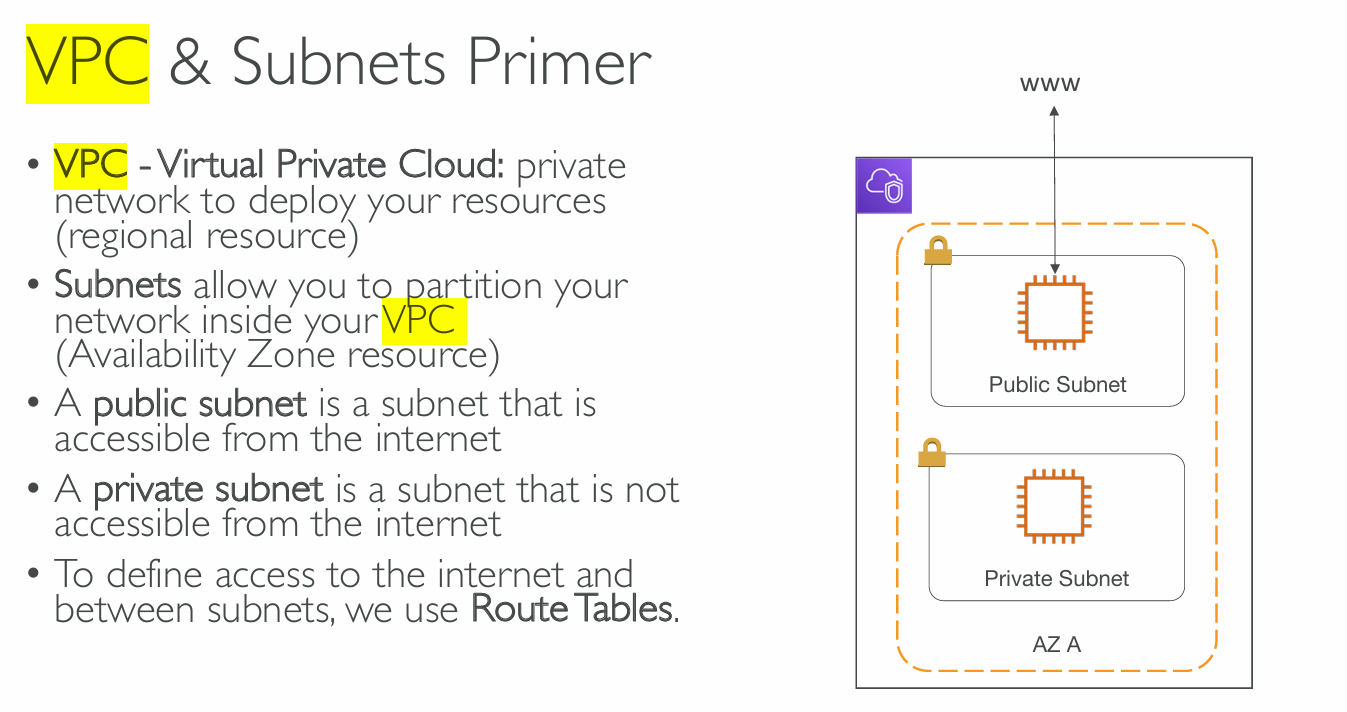 VPC & Subnets Primer
• VPC - Virtual Private Cloud: private
network to deploy your resources
(regional resource)
• Subnets allow you to partition your
network inside your VPC
(Availability Zone resource)
• A public subnet is a subnet that is
accessible from the internet
• A private subnet is a subnet that is not
accessible from the internet
• To define access to the internet and
between subnets, we use Route Tables.
www
Public Subnet
Private Subnet
AZ A